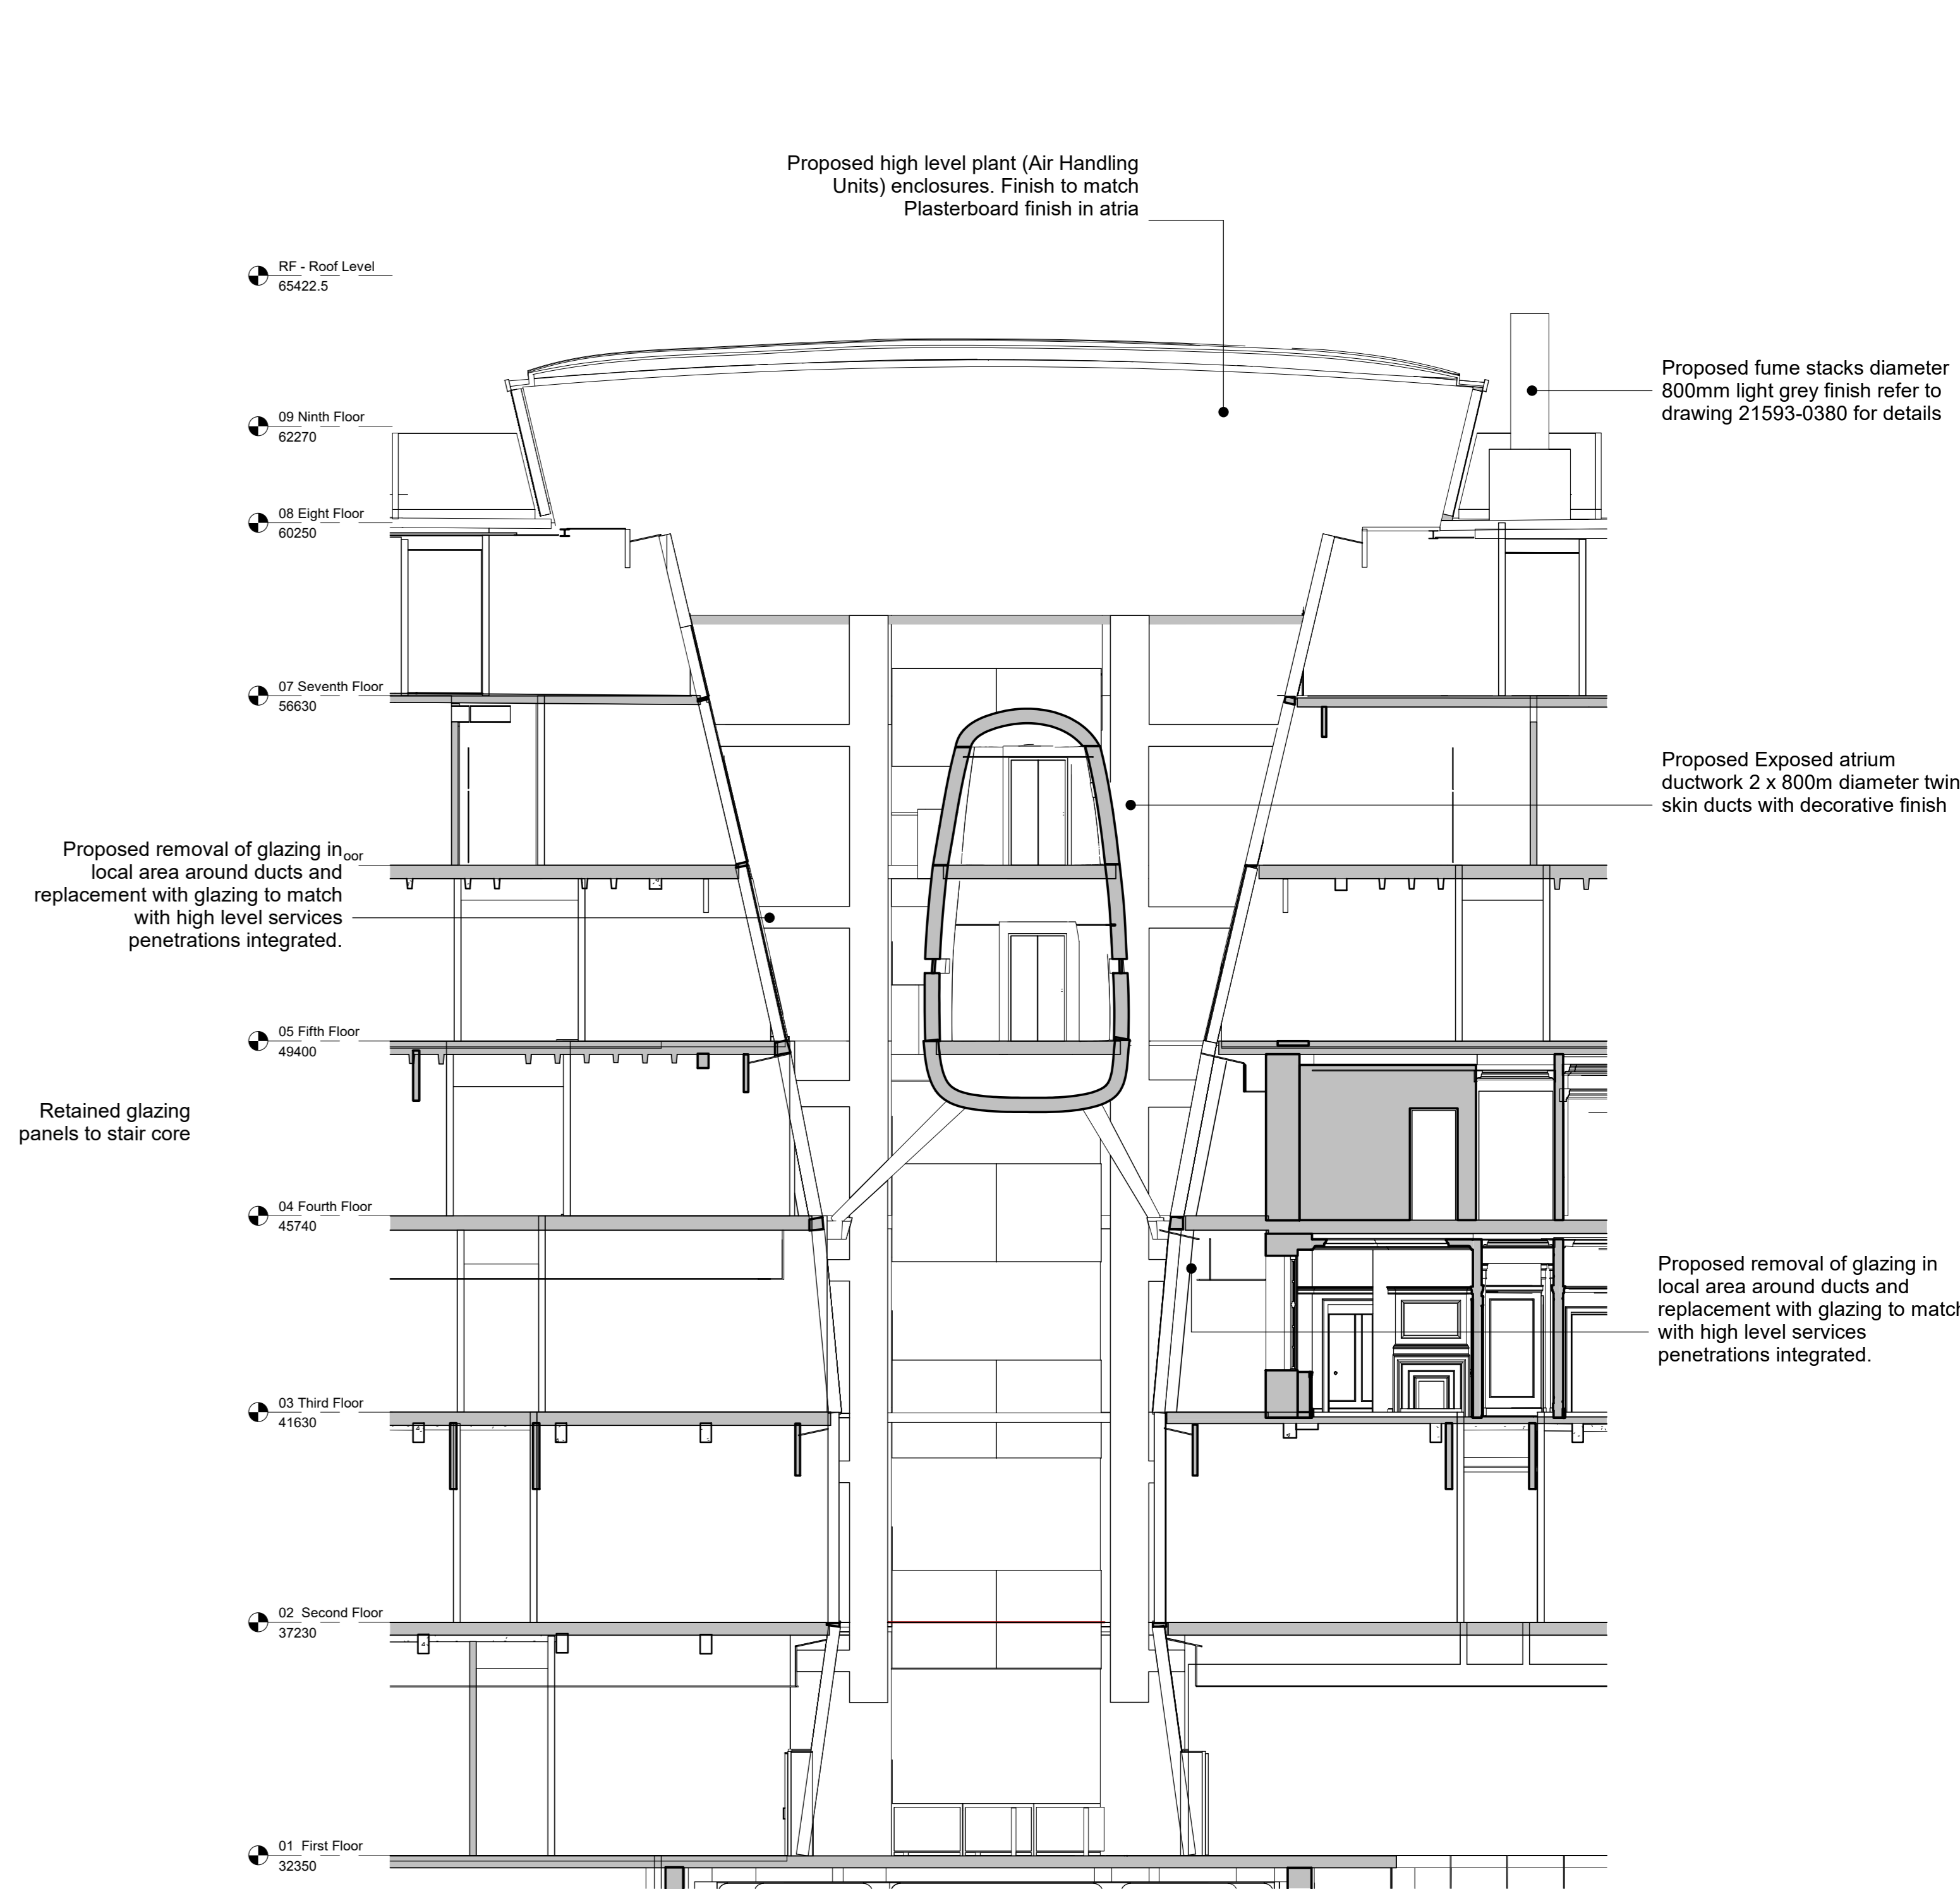 Proposed high level plant (Air Handling
Units) enclosures. Finish to match
Plasterboard finish in atria
RF - Roof Level
65422.5
Proposed fume stacks diameter
800mm light grey finish refer to
drawing 21593-0380 for details
09 Ninth Floor
62270
08 Eight Floor
60250
07 Seventh Floor
56630
Proposed Exposed atrium
ductwork 2 x 800m diameter twin
skin ducts with decorative finish
Proposed removal of glazing in
local area around ducts and
replacement with glazing to match
with high level services
penetrations integrated.
oor
05 Fifth Floor
49400
Retained glazing
panels to stair core
04 Fourth Floor
45740
Proposed removal of glazing in
local area around ducts and
replacement with glazing to match
with high level services
penetrations integrated.
03 Third Floor
41630
02 Second Floor
37230
01 First Floor
32350